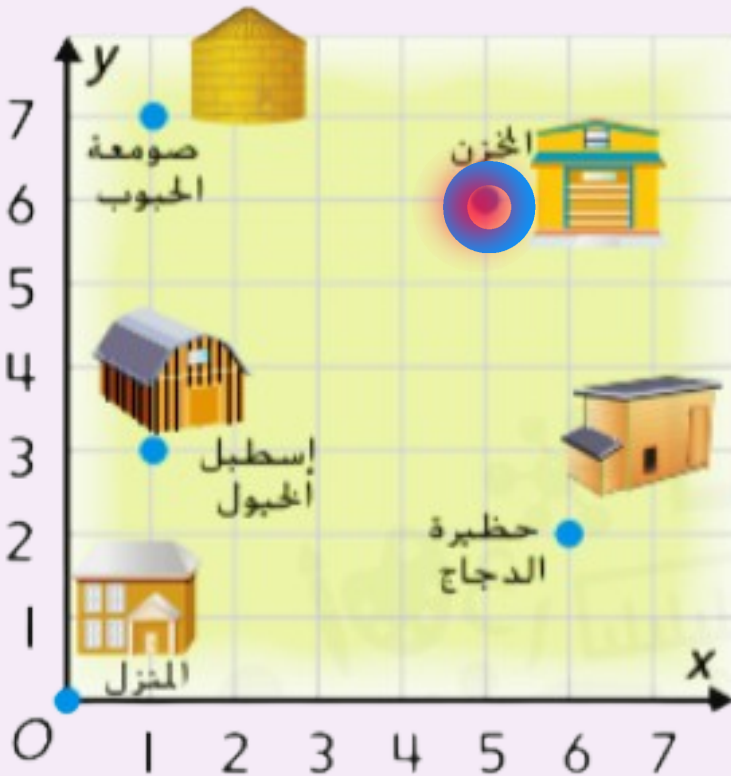 y
7
صومعة
الحبوب
المخزن
6
5
4
3
إسطبل
الخيول
2
حظيرة
الدجاج
1
المنزل
x
O 1 2 3 4 5 6 7